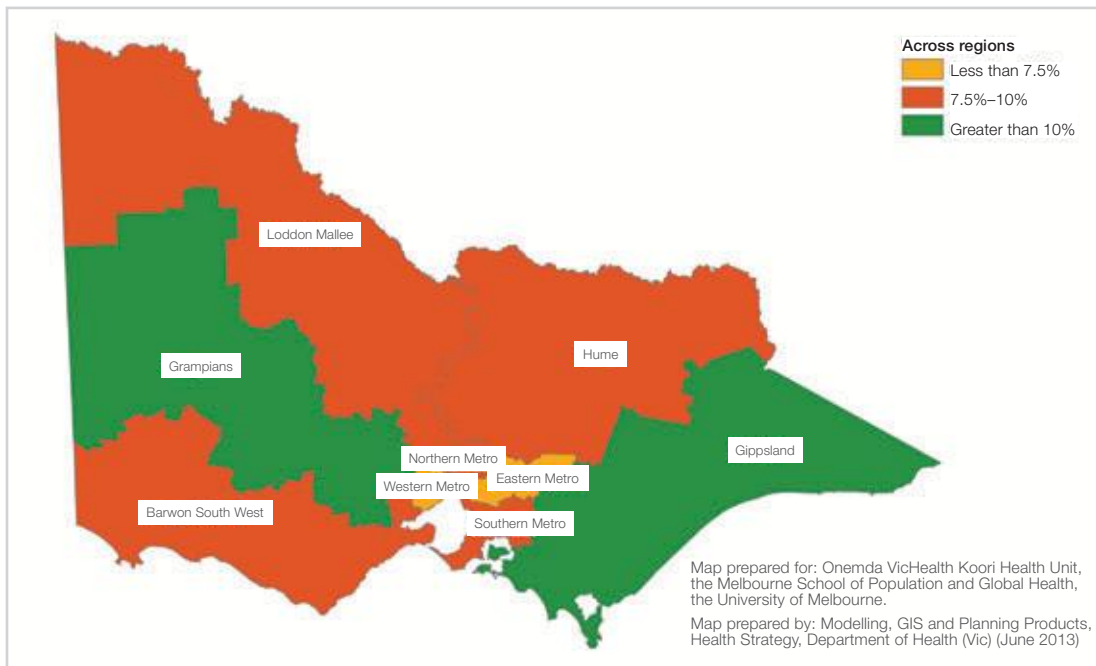 Across regions
Less than 7.5%
7.5%–10%
Greater than 10%
Loddon Mallee
Hume
Grampians
Gippsland
Northern Metro
Eastern Metro
Western Metro
Barwon South West
Southern Metro
Map prepared for: Onemda VicHealth Koori Health Unit,
the Melbourne School of Population and Global Health,
the University of Melbourne.
Map prepared by: Modelling, GIS and Planning Products,
Health Strategy, Department of Health (Vic) (June 2013)